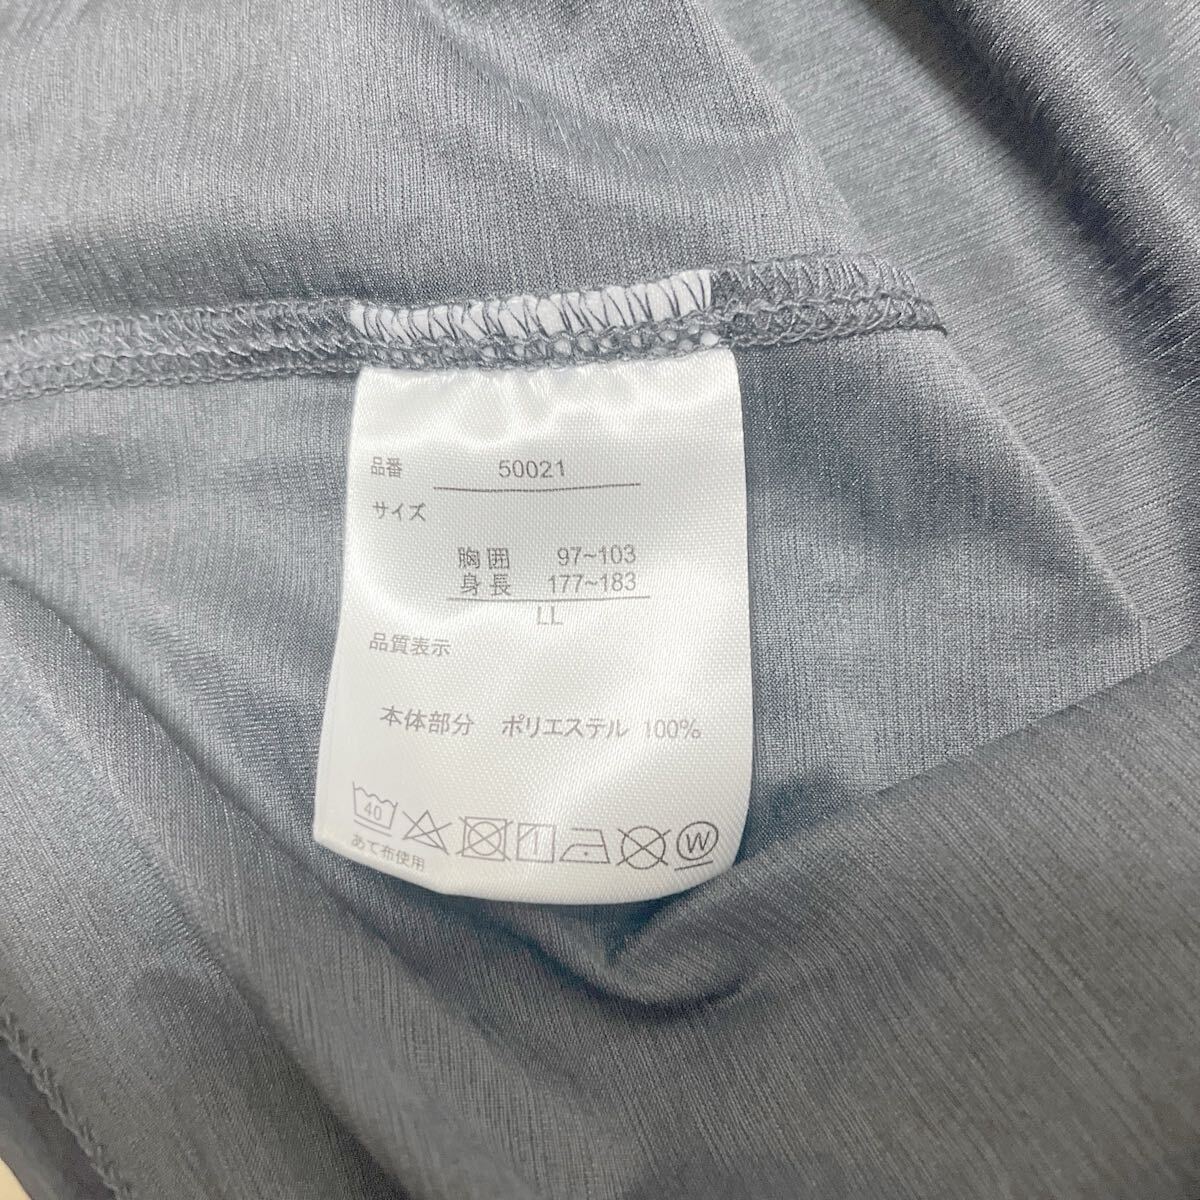 品番 50021
サイズ
胸囲 97~103
身長 177~183
LL
品質表示
本体部分 ポリエステル 100%
40
W
あて布使用